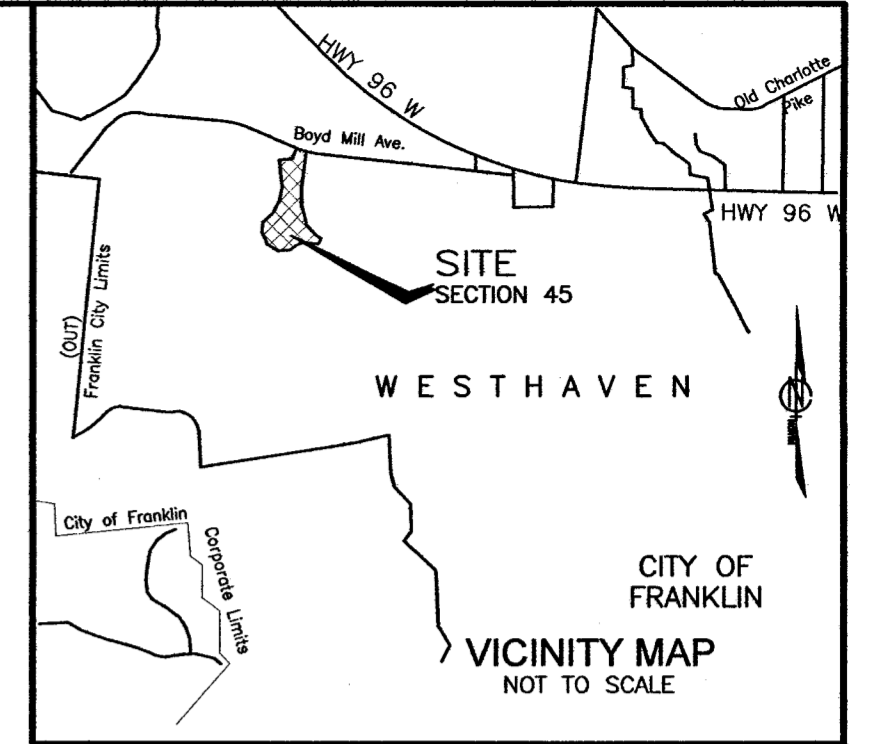 HWY 96 W
Old Charlotte
Pike
Boyd Mill Ave.
HWY 96 W
SITE
SECTION 45
(OUT)
Franklin City Limits
WESTHAVEN
N
City of Franklin
Corporate Limits
CITY OF
FRANKLIN
VICINITY MAP
NOT TO SCALE